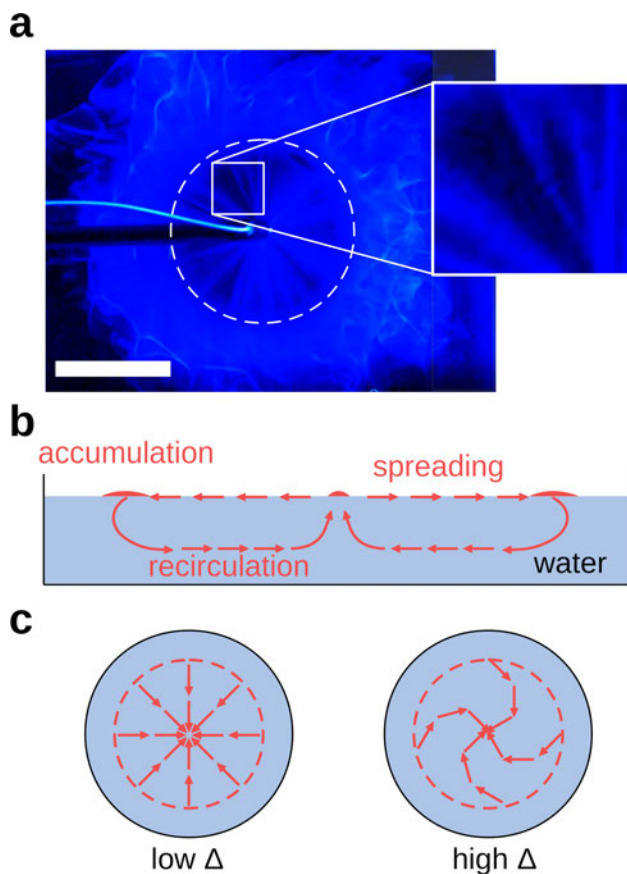 a
b
accumulation
spreading
recirculation
water
c
low Δ
high Δ